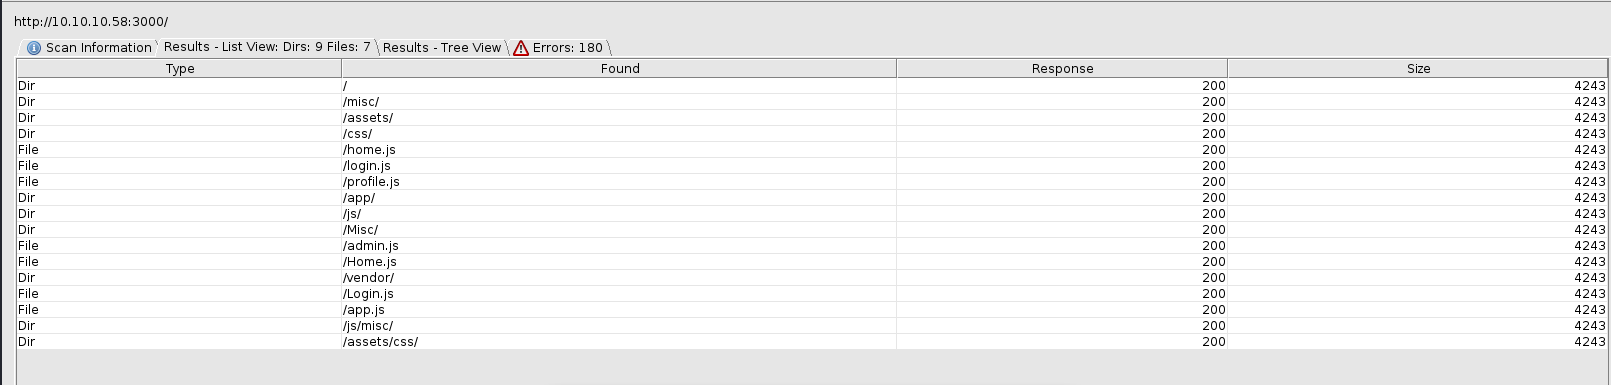 http://10.10.10.58:3000/
Scan Information Results - List View: Dirs: 9 Files: 7 Results - Tree View Errors: 180
Type Found Response Size
Dir / 200 4243
Dir /misc/ 200 4243
Dir /assets/ 200 4243
Dir /css/ 200 4243
File /home.js 200 4243
File /login.js 200 4243
File /profile.js 200 4243
Dir /app/ 200 4243
Dir /js/ 200 4243
Dir /Misc/ 200 4243
File /admin.js 200 4243
File /Home.js 200 4243
Dir /vendor/ 200 4243
File /Login.js 200 4243
File /app.js 200 4243
Dir /js/misc/ 200 4243
Dir /assets/css/ 200 4243